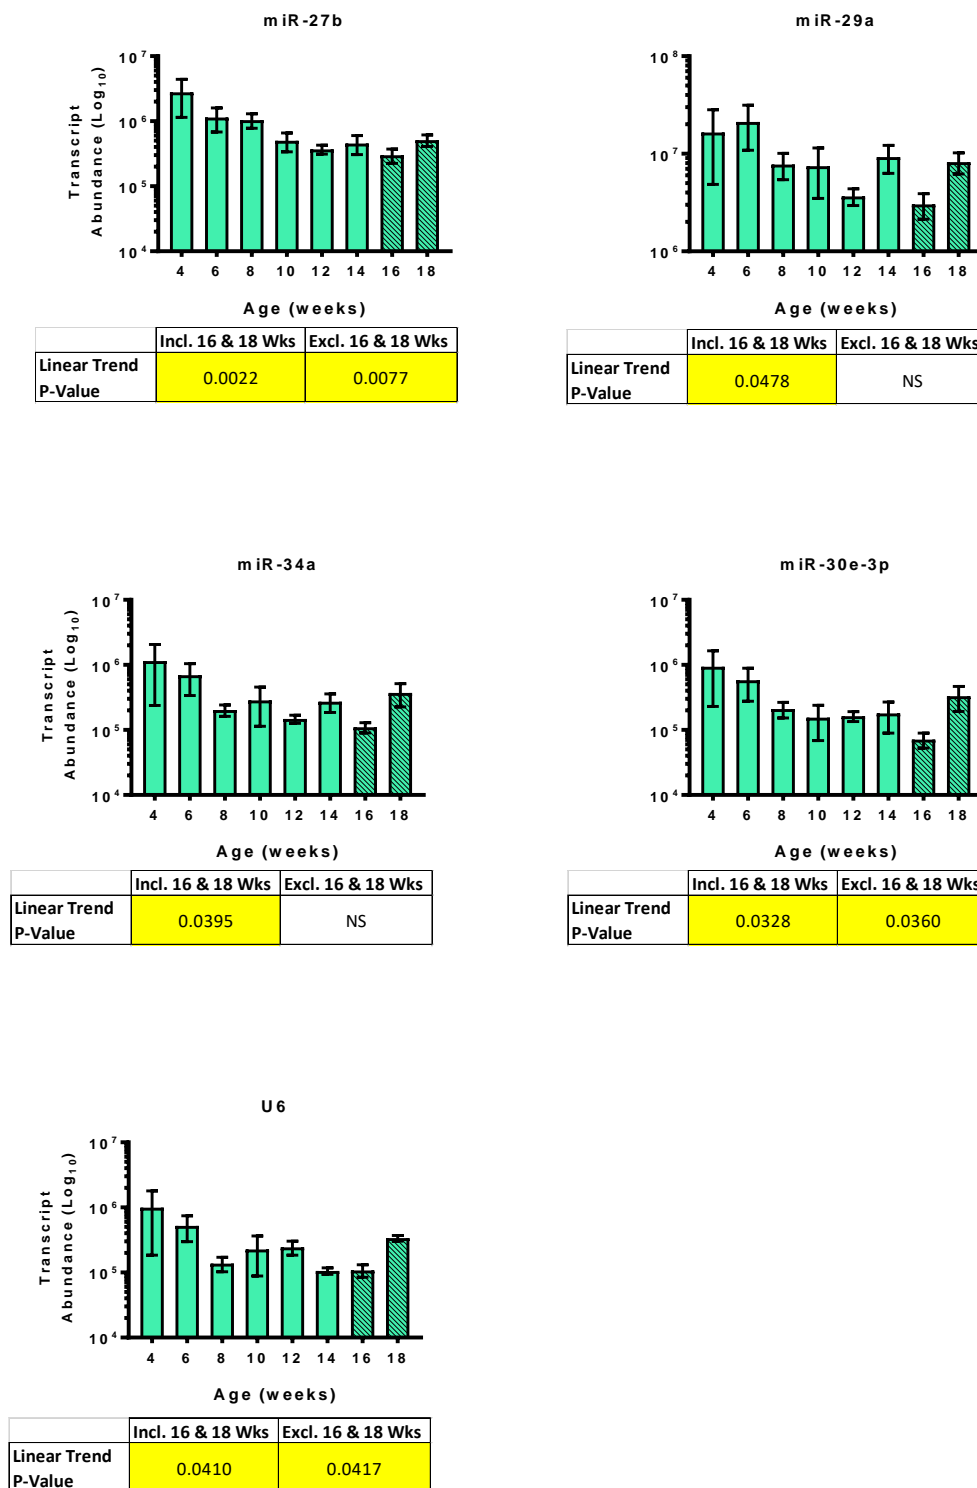 miR-27b
Transcript
Abundance (Log10)
10^7
10^6
10^5
10^4
4 6 8 10 12 14 16 18
Age (weeks)
Incl. 16 & 18 Wks Excl. 16 & 18 Wks
Linear Trend
P-Value
0.0022 0.0077
miR-29a
10^8
10^7
10^6
4 6 8 10 12 14 16 18
Age (weeks)
Incl. 16 & 18 Wks Excl. 16 & 18 Wks
Linear Trend
P-Value
0.0478 NS
miR-34a
Transcript
Abundance (Log10)
10^7
10^6
10^5
10^4
4 6 8 10 12 14 16 18
Age (weeks)
Incl. 16 & 18 Wks Excl. 16 & 18 Wks
Linear Trend
P-Value
0.0395 NS
miR-30e-3p
10^7
10^6
10^5
10^4
4 6 8 10 12 14 16 18
Age (weeks)
Incl. 16 & 18 Wks Excl. 16 & 18 Wks
Linear Trend
P-Value
0.0328 0.0360
U6
Transcript
Abundance (Log10)
10^7
10^6
10^5
10^4
4 6 8 10 12 14 16 18
Age (weeks)
Incl. 16 & 18 Wks Excl. 16 & 18 Wks
Linear Trend
P-Value
0.0410 0.0417